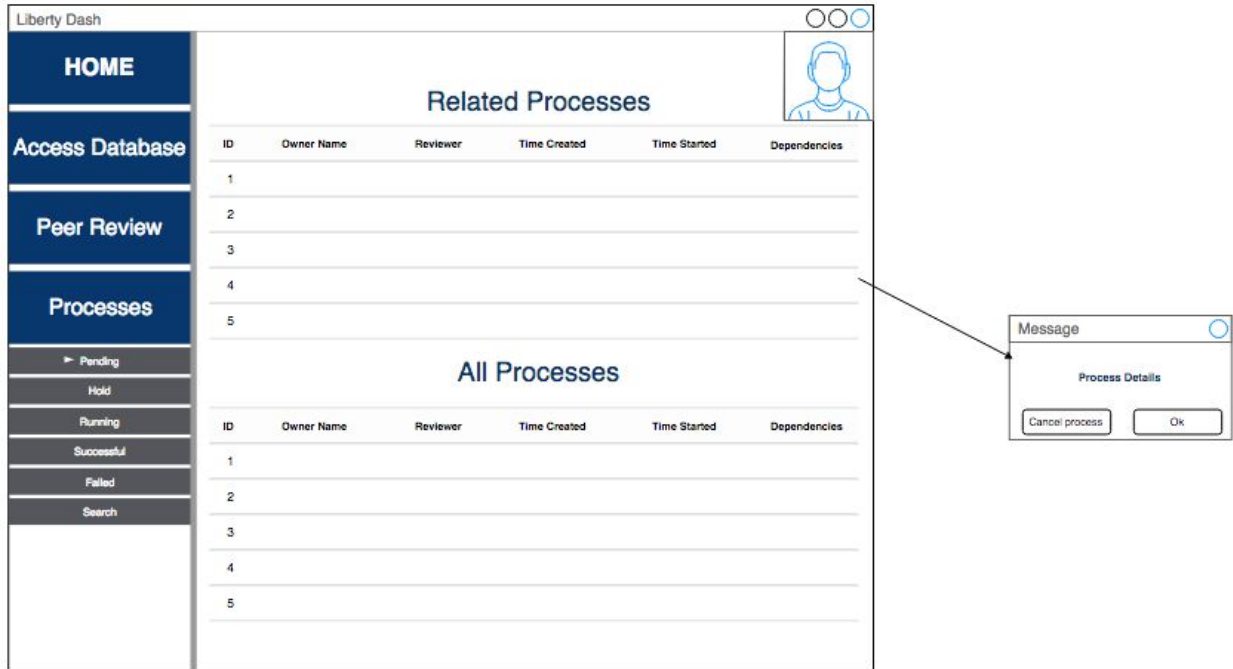 Liberty Dash
HOME
Access Database
Peer Review
Processes
► Pending
Hold
Running
Successful
Failed
Search
Related Processes
ID Owner Name Reviewer Time Created Time Started Dependencies
1
2
3
4
5
All Processes
ID Owner Name Reviewer Time Created Time Started Dependencies
1
2
3
4
5
Message
Process Details
Cancel process Ok